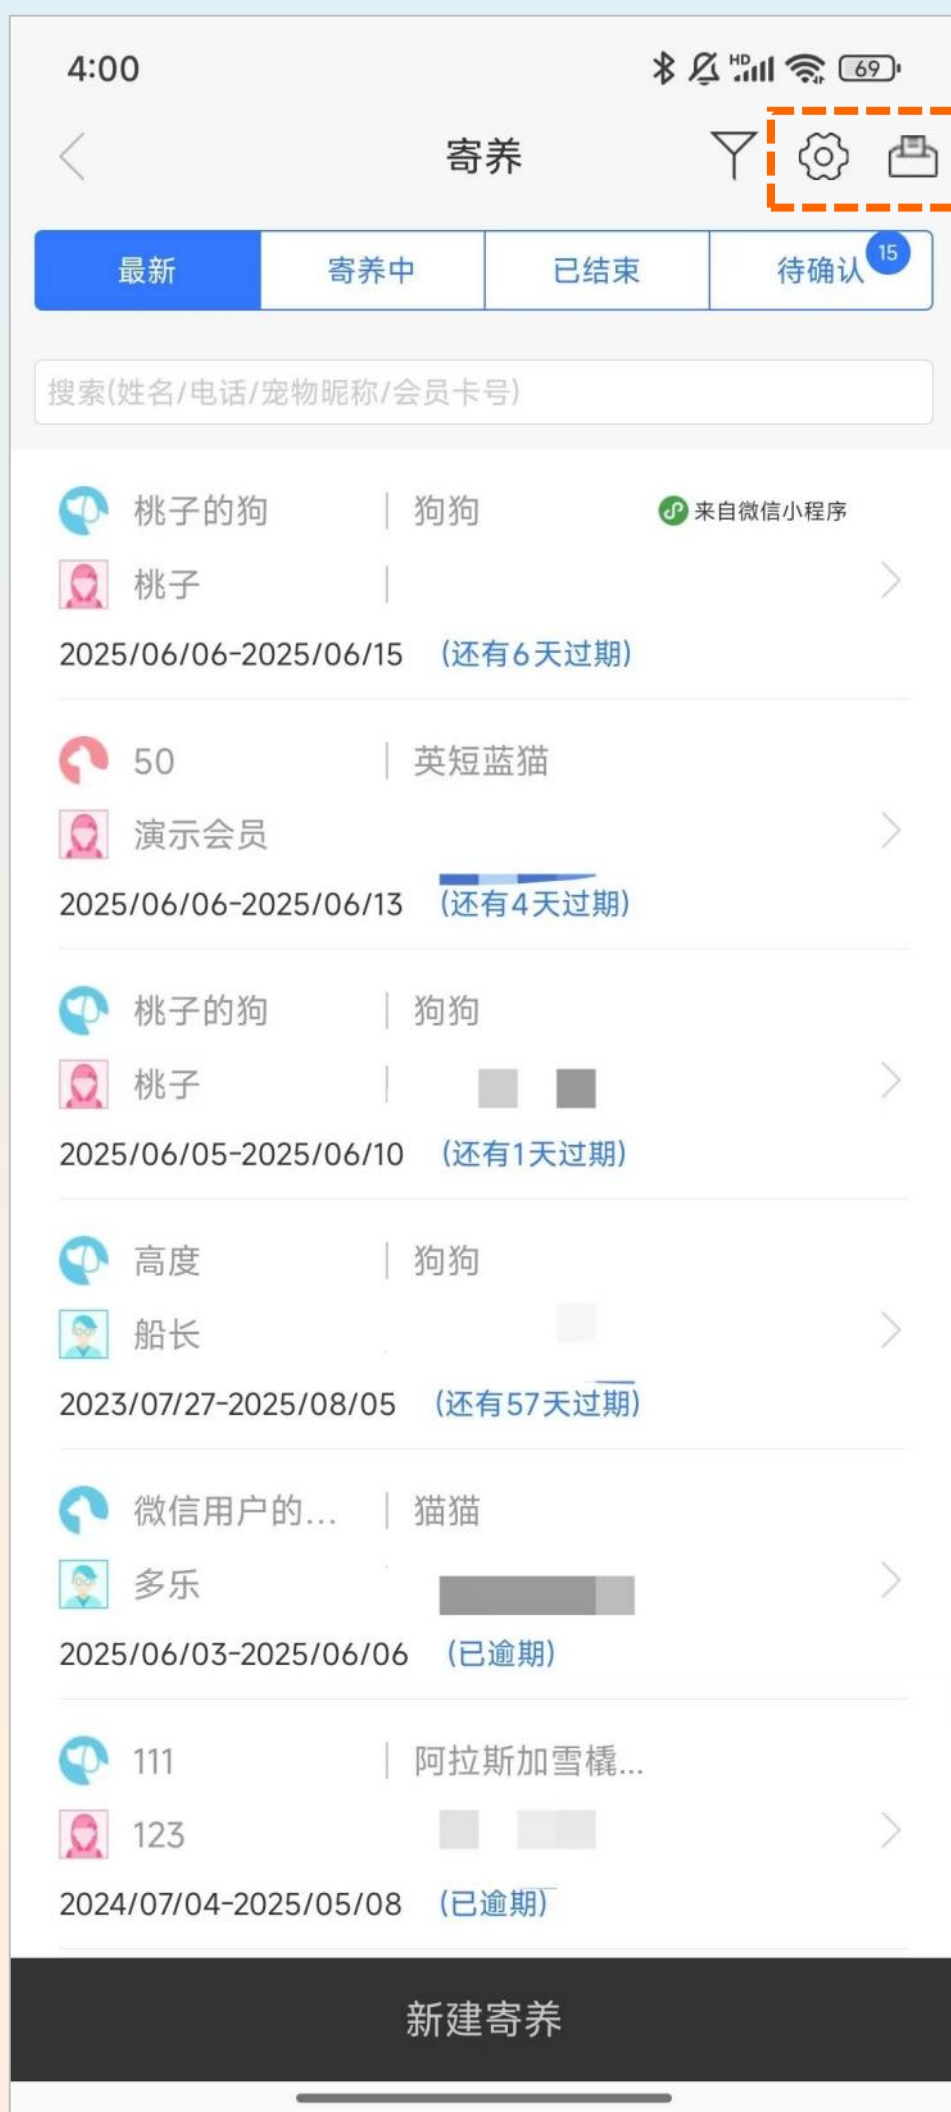 4:00 HD 69
寄养
最新 寄养中 已结束 待确认 15
搜索(姓名/电话/宠物昵称/会员卡号)
桃子的狗 | 狗狗 来自微信小程序
桃子 |
2025/06/06-2025/06/15 (还有6天过期)
50 | 英短蓝猫
演示会员
2025/06/06-2025/06/13 (还有4天过期)
桃子的狗 | 狗狗
桃子 |
2025/06/05-2025/06/10 (还有1天过期)
高度 | 狗狗
船长
2023/07/27-2025/08/05 (还有57天过期)
微信用户的... | 猫猫
多乐
2025/06/03-2025/06/06 (已逾期)
111 | 阿拉斯加雪橇...
123
2024/07/04-2025/05/08 (已逾期)
新建寄养